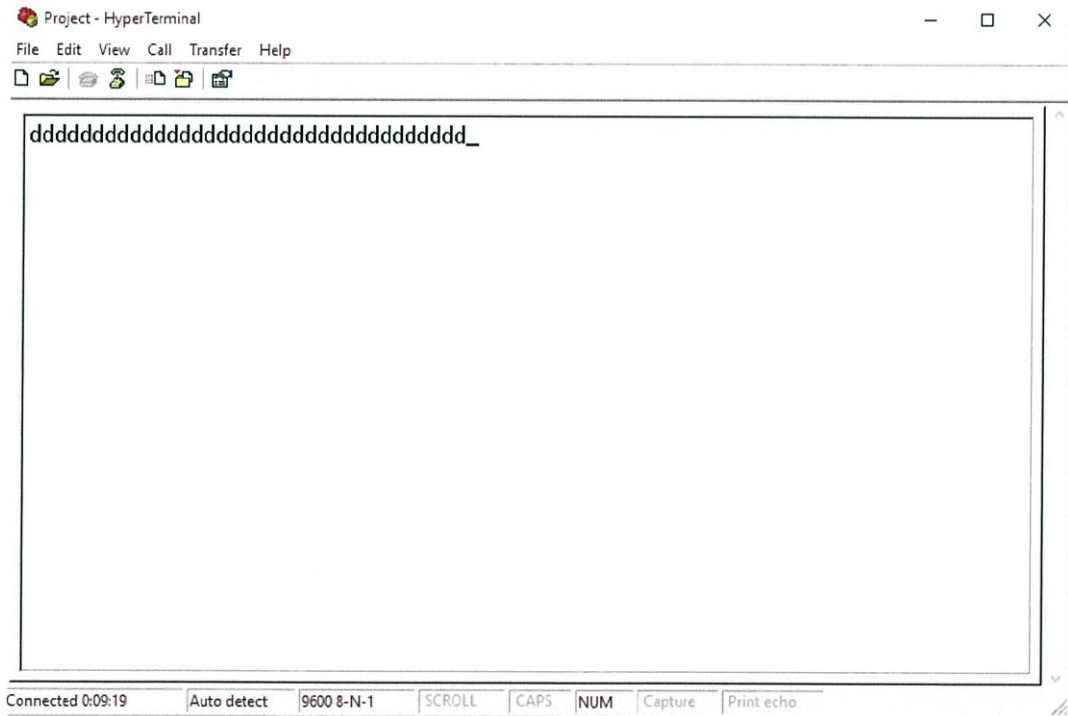 Project - HyperTerminal
File Edit View Call Transfer Help
ddddddddddddddddddddddddddddddddddd_
Connected 0:09:19 Auto detect 9600 8-N-1 SCROLL CAPS NUM Capture Print echo